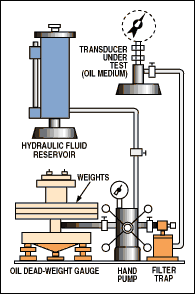 TRANSDUCER
UNDER
TEST
(OIL MEDIUM)
HYDRAULIC FLUID
RESERVOIR
WEIGHTS
OIL DEAD-WEIGHT GAUGE
HAND
PUMP
FILTER
TRAP